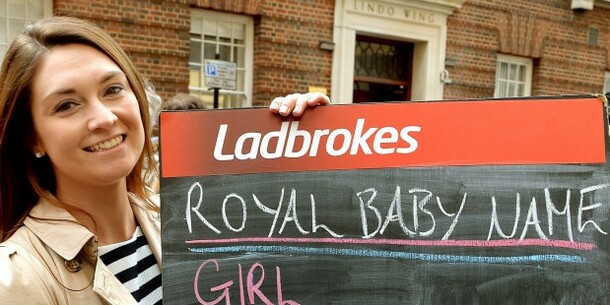 LINDO WING
Ladbrokes
ROYAL BABY NAME
GIRL